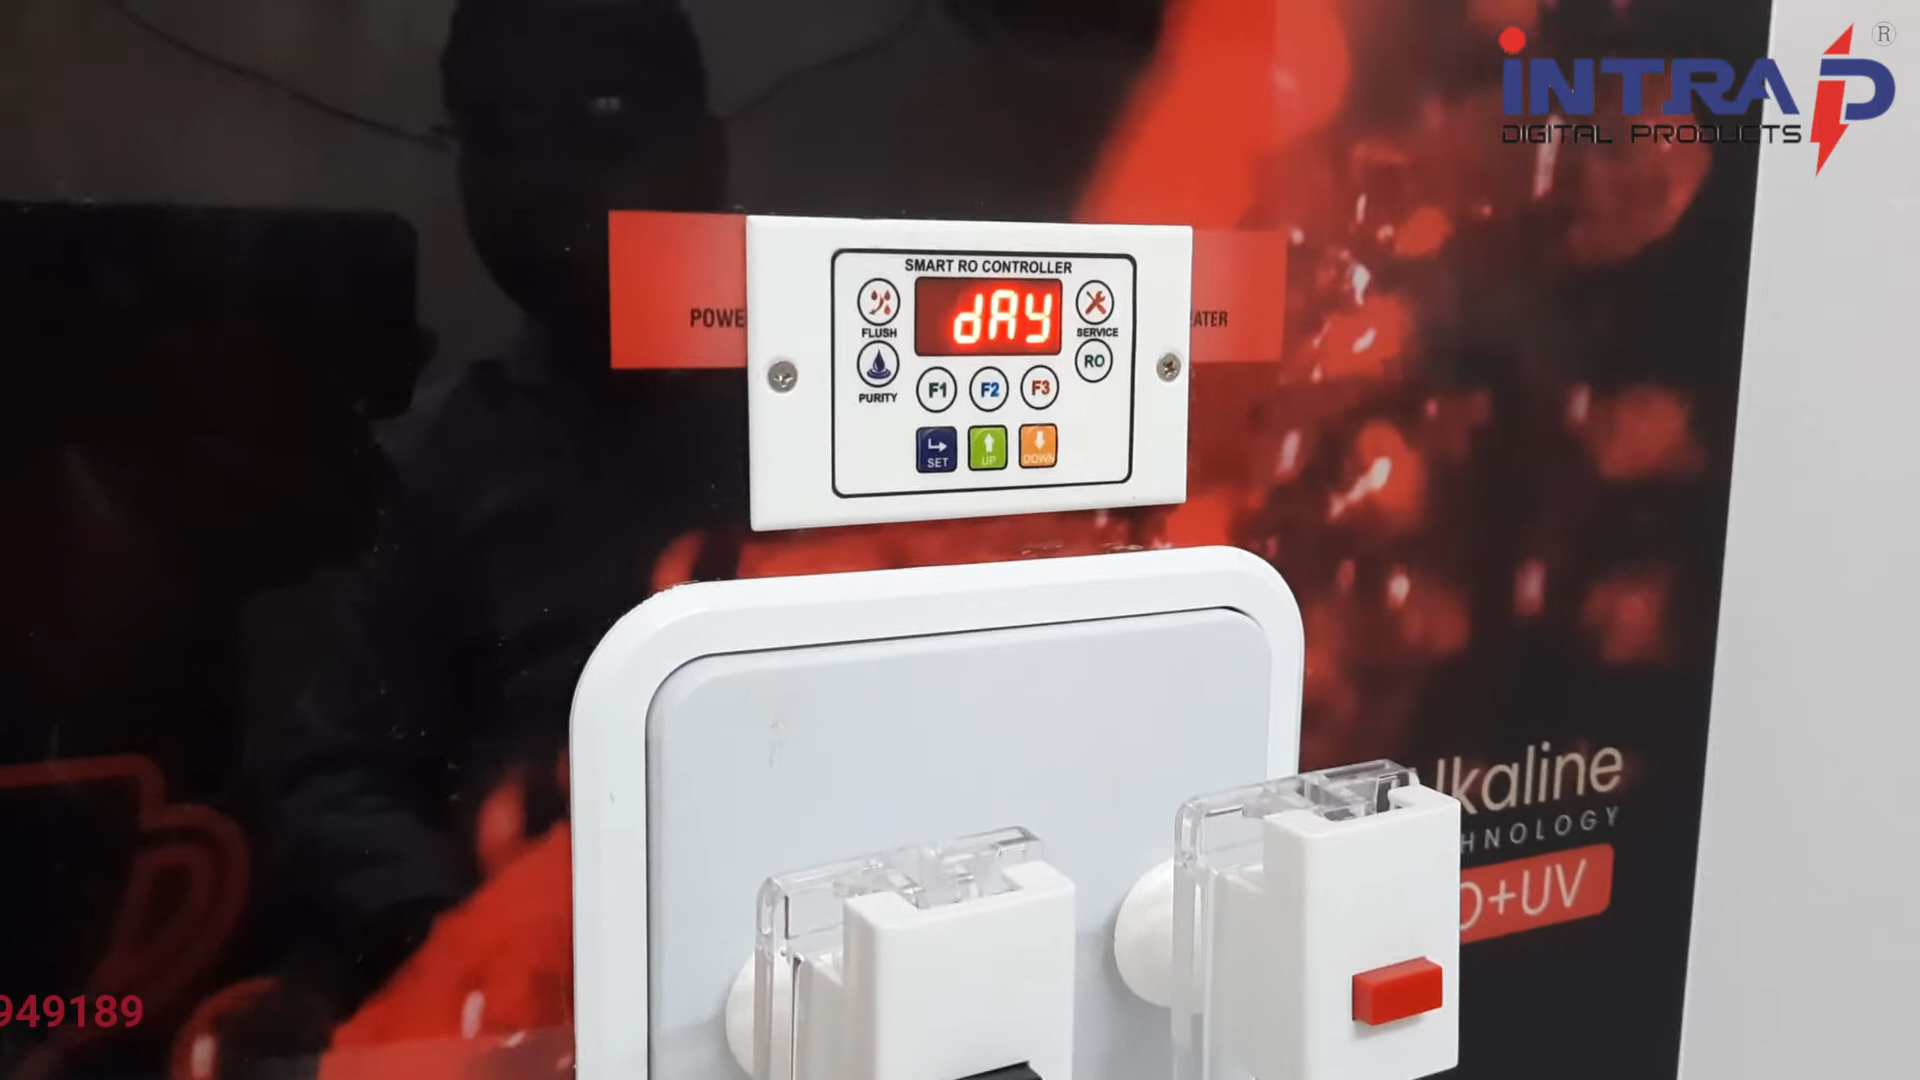 INTRA D ®
DIGITAL PRODUCTS
SMART RO CONTROLLER
dAY
FLUSH
SERVICE
POWE
EATER
RO
PURITY
F1 F2 F3
SET UP DOWN
lkaline
HNOLOGY
O+UV
949189